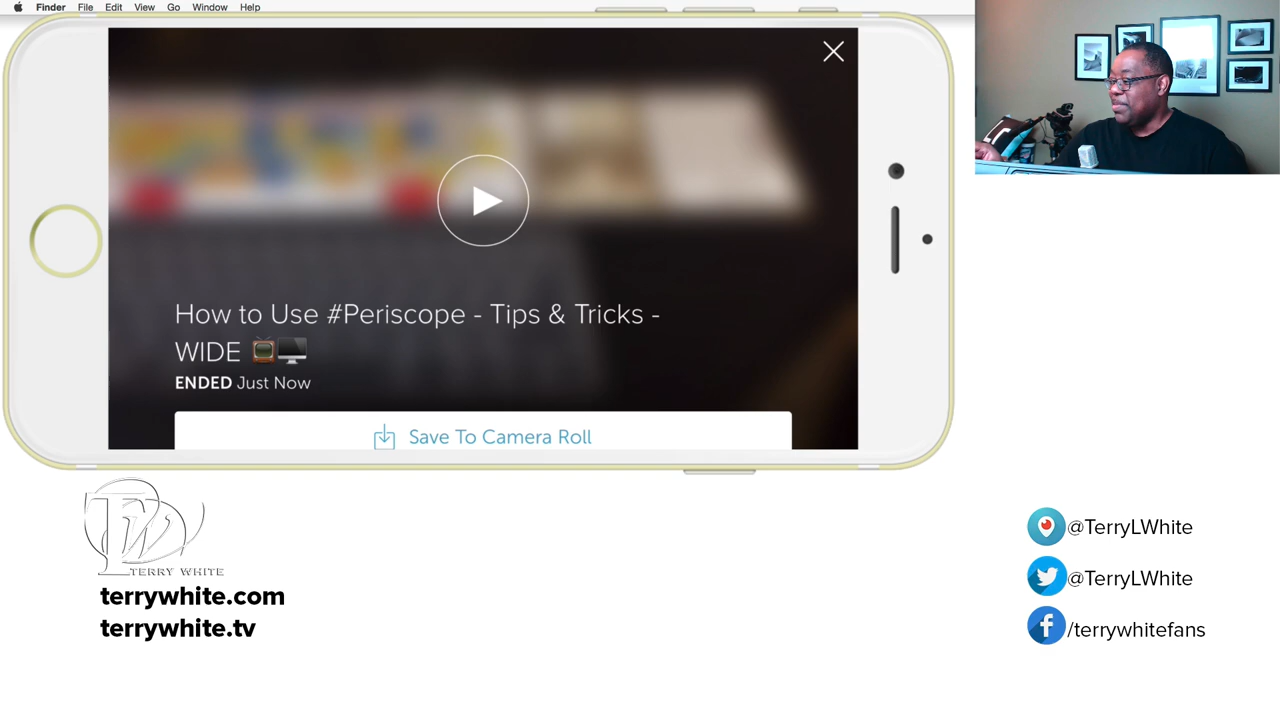 Finder File Edit View Go Window Help
How to Use #Periscope - Tips & Tricks -
WIDE 📺🖥
ENDED Just Now
Save To Camera Roll
TW
TERRY WHITE
terrywhite.com
terrywhite.tv
@TerryLWhite
@TerryLWhite
/terrywhitefans